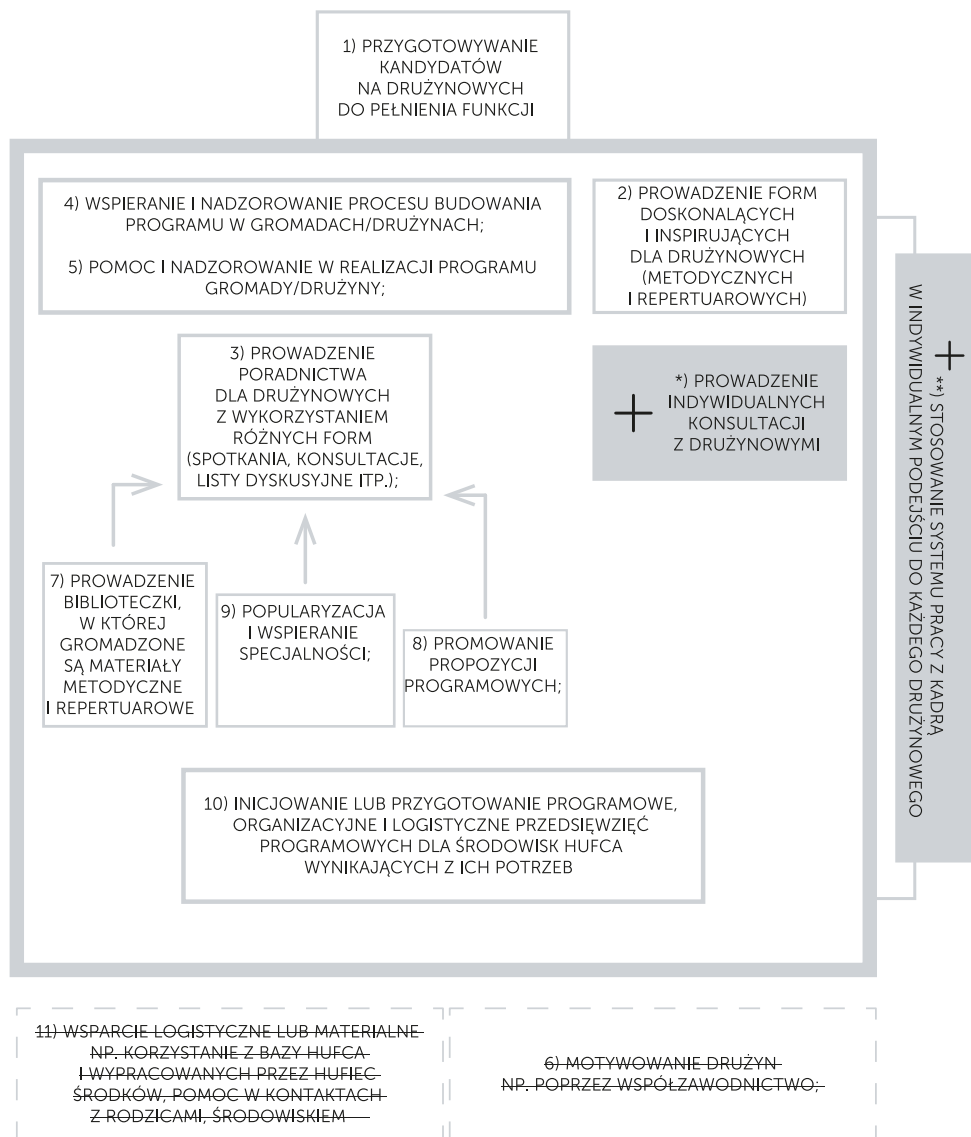 1) PRZYGOTOWYWANIE
KANDYDATÓW
NA DRUŻYNOWYCH
DO PEŁNIENIA FUNKCJI
4) WSPIERANIE I NADZOROWANIE PROCESU BUDOWANIA
PROGRAMU W GROMADACH/DRUŻYNACH;
5) POMOC I NADZOROWANIE W REALIZACJI PROGRAMU
GROMADY/DRUŻYNY;
2) PROWADZENIE FORM
DOSKONALĄCYCH
I INSPIRUJĄCYCH
DLA DRUŻYNOWYCH
(METODYCZNYCH
I REPERTUAROWYCH)
3) PROWADZENIE
PORADNICTWA
DLA DRUŻYNOWYCH
Z WYKORZYSTANIEM
RÓŻNYCH FORM
(SPOTKANIA, KONSULTACJE,
LISTY DYSKUSYJNE ITP.);
+ *) PROWADZENIE
INDYWIDUALNYCH
KONSULTACJI
Z DRUŻYNOWYMI
+ **) STOSOWANIE SYSTEMU PRACY Z KADRĄ
W INDYWIDUALNYM PODEJŚCIU DO KAŻDEGO DRUŻYNOWEGO
7) PROWADZENIE
BIBLIOTECZKI,
W KTÓREJ
GROMADZONE
SĄ MATERIAŁY
METODYCZNE
I REPERTUAROWE
9) POPULARYZACJA
I WSPIERANIE
SPECJALNOŚCI;
8) PROMOWANIE
PROPOZYCJI
PROGRAMOWYCH;
10) INICJOWANIE LUB PRZYGOTOWANIE PROGRAMOWE,
ORGANIZACYJNE I LOGISTYCZNE PRZEDSIĘWZIĘĆ
PROGRAMOWYCH DLA ŚRODOWISK HUFCA
WYNIKAJĄCYCH Z ICH POTRZEB
11) WSPARCIE LOGISTYCZNE LUB MATERIALNE
NP. KORZYSTANIE Z BAZY HUFCA
I WYPRACOWANYCH PRZEZ HUFIEC
ŚRODKÓW, POMOC W KONTAKTACH
Z RODZICAMI, ŚRODOWISKIEM
6) MOTYWOWANIE DRUŻYN
NP. POPRZEZ WSPÓŁZAWODNICTWO;